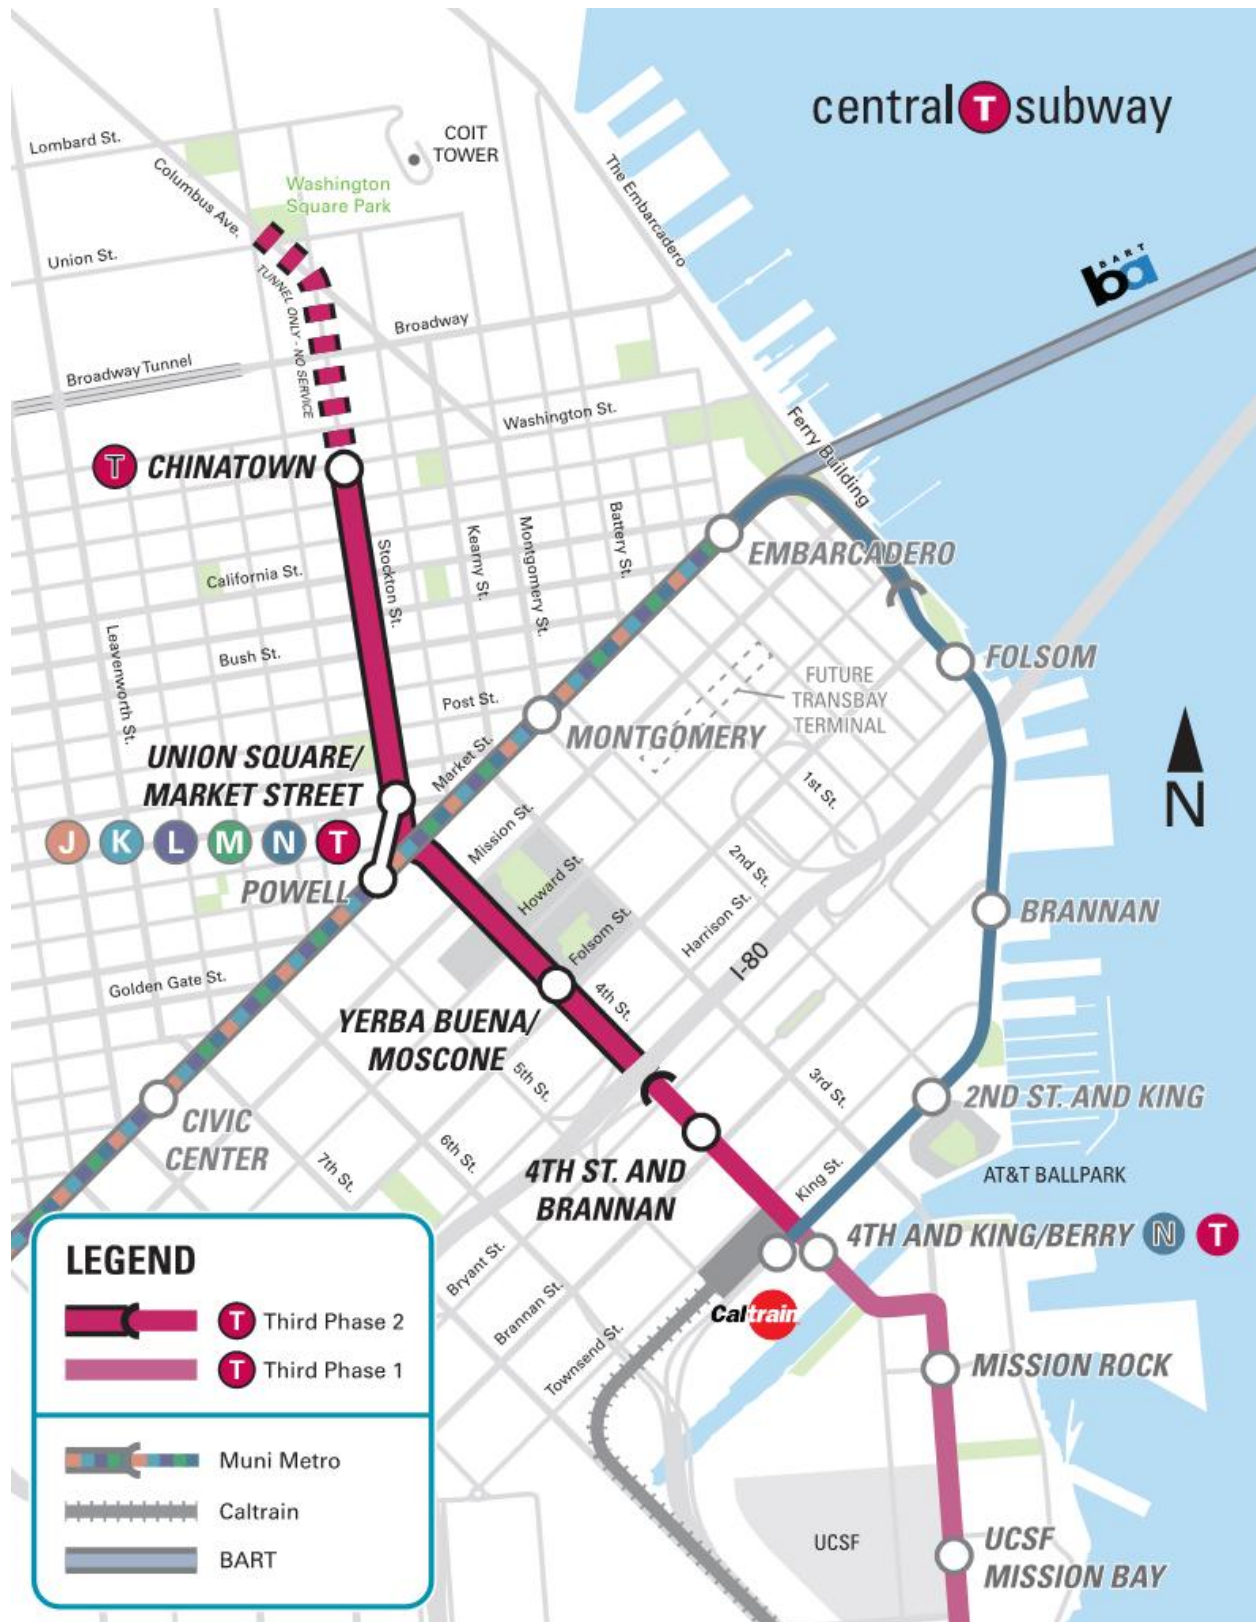 central T subway
Lombard St.
COIT
TOWER
Columbus Ave.
Washington
Square Park
The Embarcadero
Union St.
TUNNEL ONLY - NO SERVICE
BART
ba
Broadway
Broadway Tunnel
Washington St.
Ferry Building
T CHINATOWN
Stockton St.
Kearny St.
Montgomery St.
Battery St.
EMBARCADERO
California St.
Leavenworth St.
Bush St.
FOLSOM
FUTURE
TRANSBAY
TERMINAL
Post St.
MONTGOMERY
Market St.
UNION SQUARE/
MARKET STREET
1st St.
N
J K L M N T
Mission St.
POWELL
Howard St.
2nd St.
BRANNAN
Folsom St.
Harrison St.
I-80
Golden Gate St.
4th St.
YERBA BUENA/
MOSCONE
5th St.
3rd St.
2ND ST. AND KING
CIVIC
CENTER
6th St.
7th St.
4TH ST. AND
BRANNAN
King St.
AT&T BALLPARK
4TH AND KING/BERRY N T
Bryant St.
Brannan St.
Townsend St.
Caltrain
MISSION ROCK
UCSF
UCSF
MISSION BAY
LEGEND
T Third Phase 2
T Third Phase 1
Muni Metro
Caltrain
BART